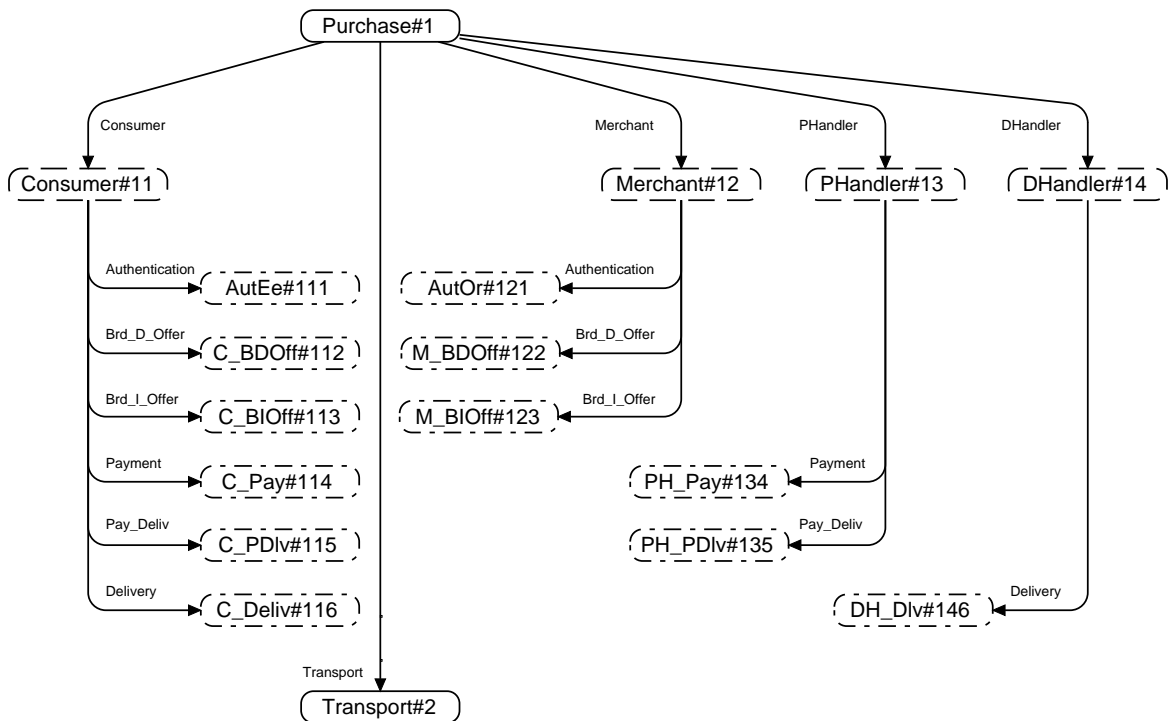 Purchase#1
Consumer
Merchant
PHandler
DHandler
Consumer#11
Merchant#12
PHandler#13
DHandler#14
Authentication
Authentication
AutEe#111
AutOr#121
Brd_D_Offer
Brd_D_Offer
C_BDOff#112
M_BDOff#122
Brd_I_Offer
Brd_I_Offer
C_BIOff#113
M_BIOff#123
Payment
Payment
C_Pay#114
PH_Pay#134
Pay_Deliv
Pay_Deliv
C_PDlv#115
PH_PDlv#135
Delivery
Delivery
C_Deliv#116
DH_Dlv#146
Transport
Transport#2